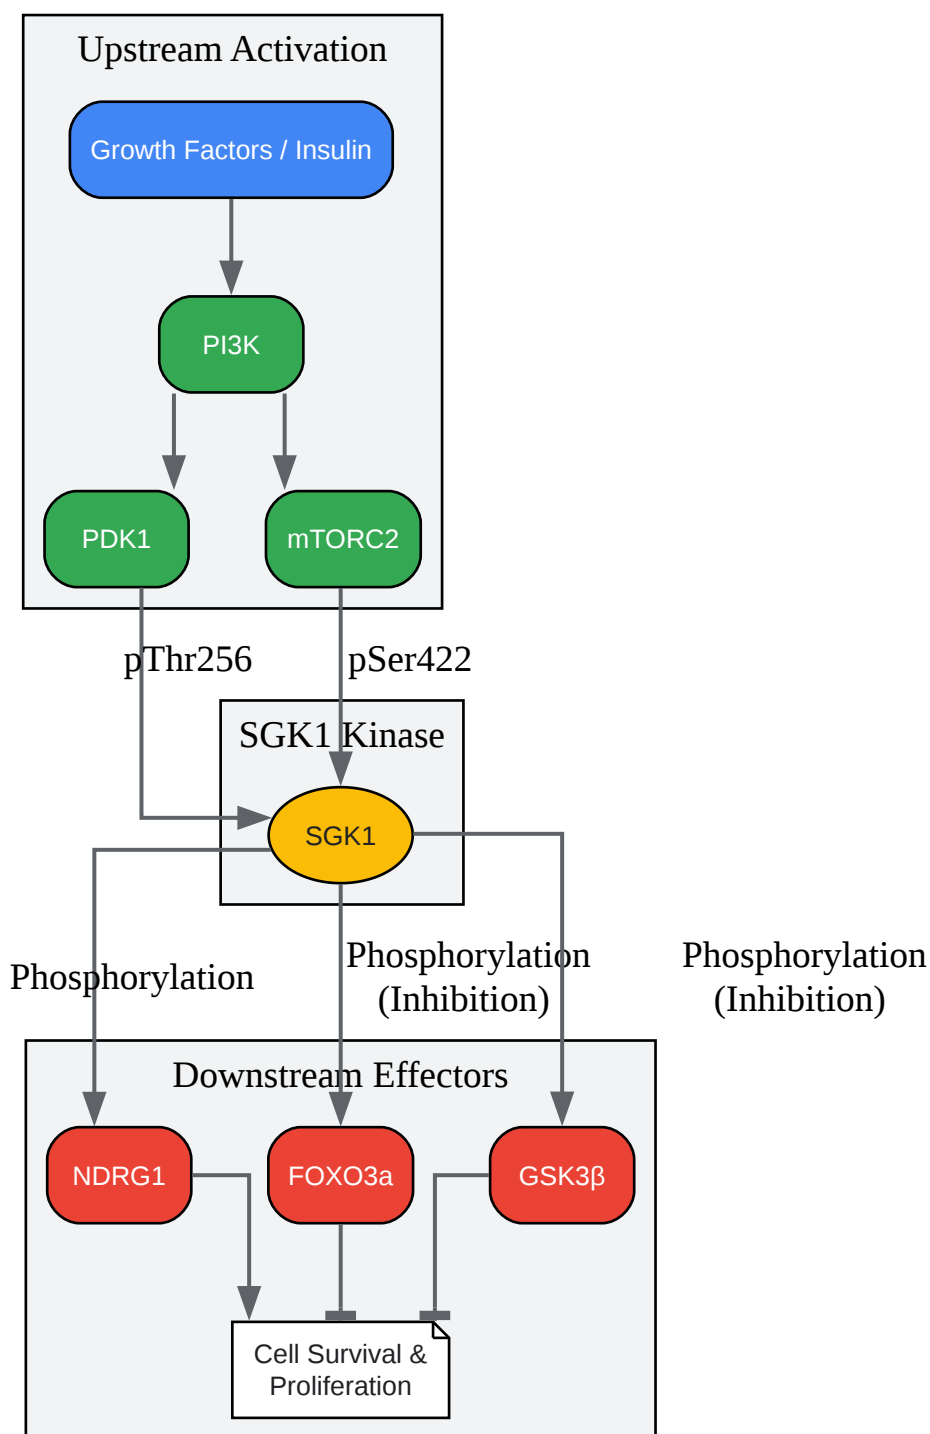 Upstream Activation
Growth Factors / Insulin
PI3K
PDK1
mTORC2
pThr256
pSer422
SGK1 Kinase
SGK1
Phosphorylation
Phosphorylation
(Inhibition)
Phosphorylation
(Inhibition)
Downstream Effectors
NDRG1
FOXO3a
GSK3β
Cell Survival &
Proliferation